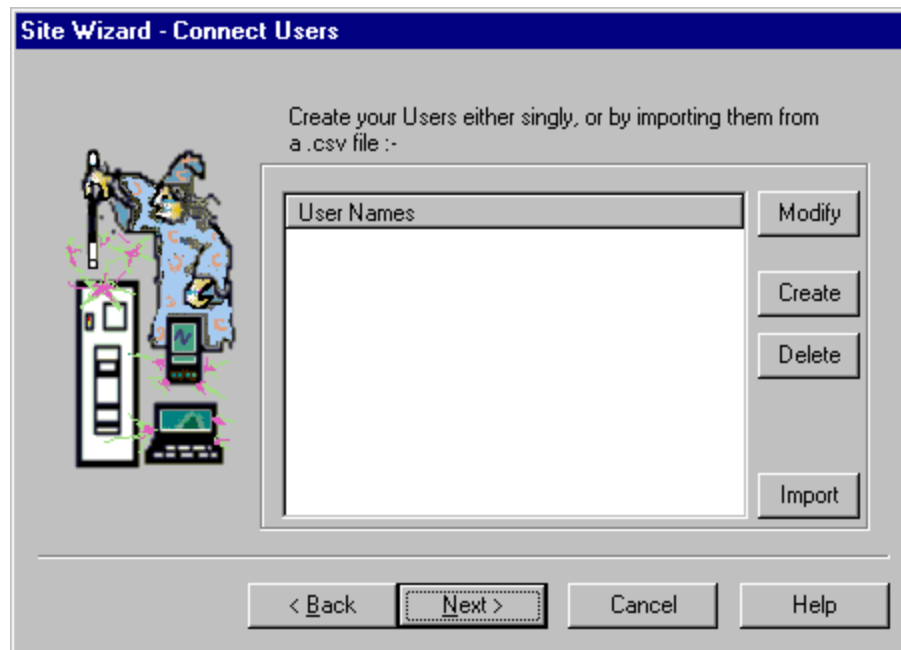 Site Wizard - Connect Users
Create your Users either singly, or by importing them from
a .csv file :-
User Names
Modify
Create
Delete
Import
< Back
Next >
Cancel
Help